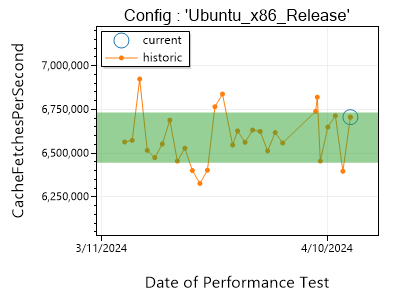 Config : 'Ubuntu_x86_Release'
current
historic
CacheFetchesPerSecond
7,000,000
6,750,000
6,500,000
6,250,000
3/11/2024
4/10/2024
Date of Performance Test